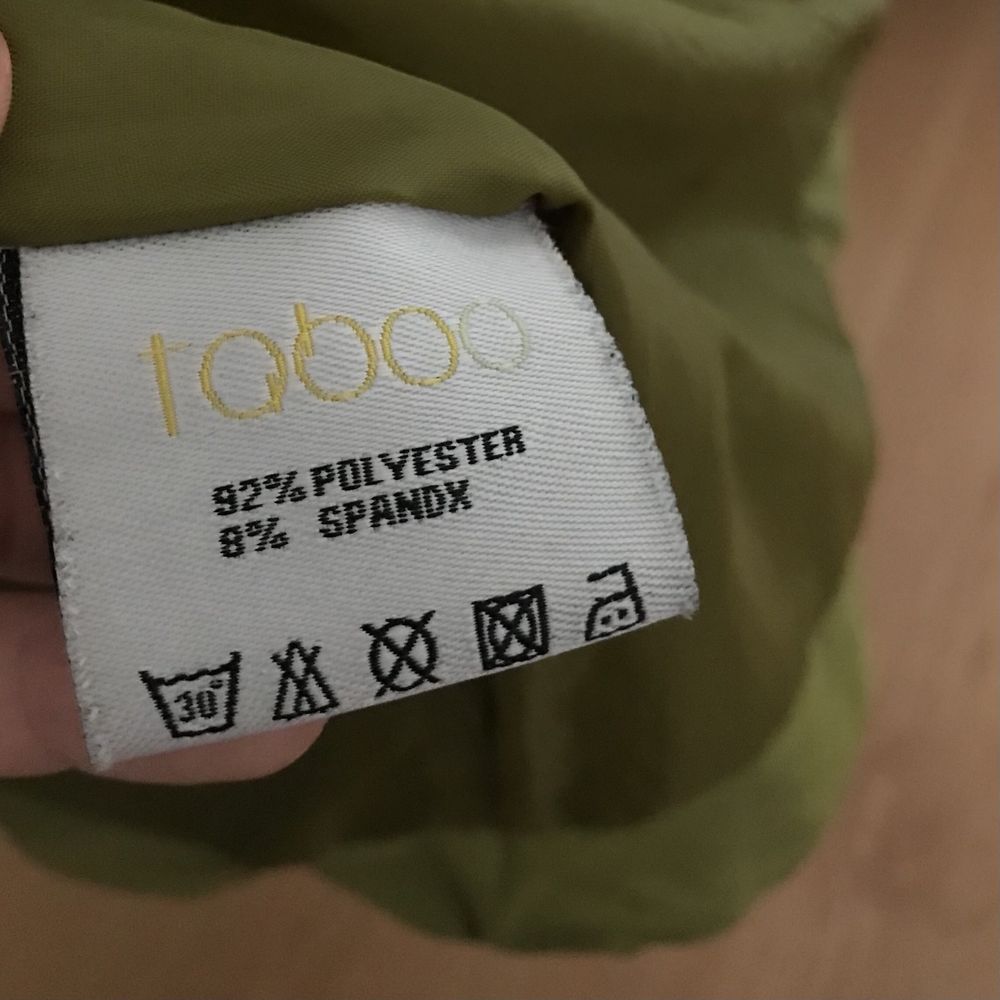 taboo
92% POLYESTER
8% SPANDX
30°